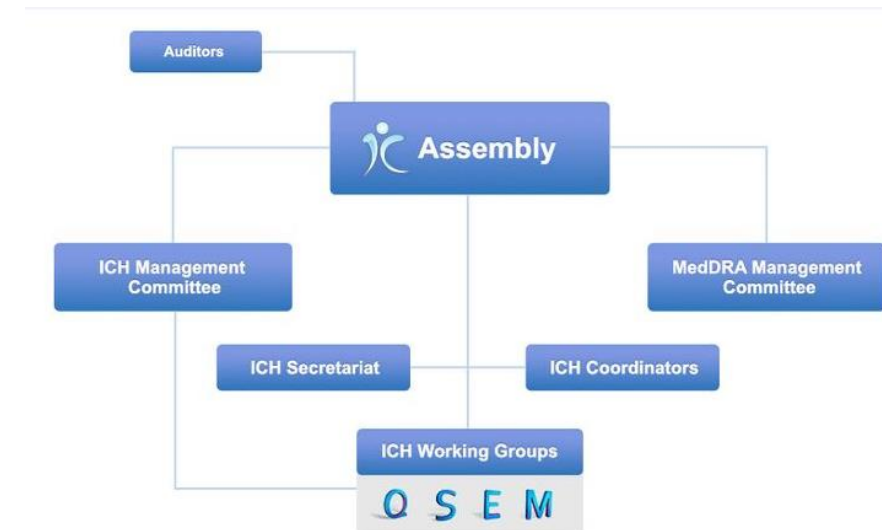 Auditors
Assembly
ICH Management
Committee
MedDRA Management
Committee
ICH Secretariat
ICH Coordinators
ICH Working Groups
Q S E M